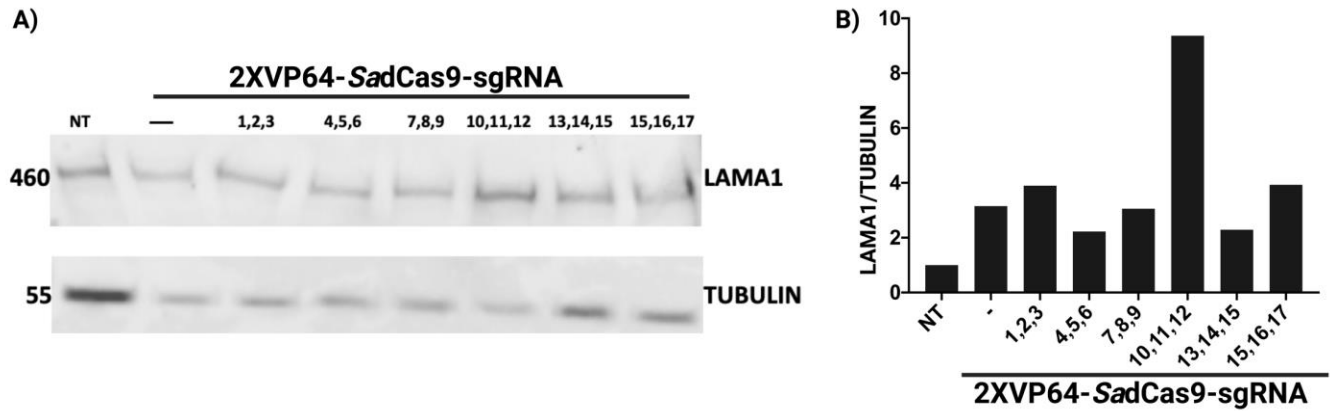 A)
2XVP64-SadCas9-sgRNA
NT — 1,2,3 4,5,6 7,8,9 10,11,12 13,14,15 15,16,17
460 LAMA1
55 TUBULIN
B)
LAMA1/TUBULIN
10
8
6
4
2
0
NT - 1,2,3 4,5,6 7,8,9 10,11,12 13,14,15 15,16,17
2XVP64-SadCas9-sgRNA